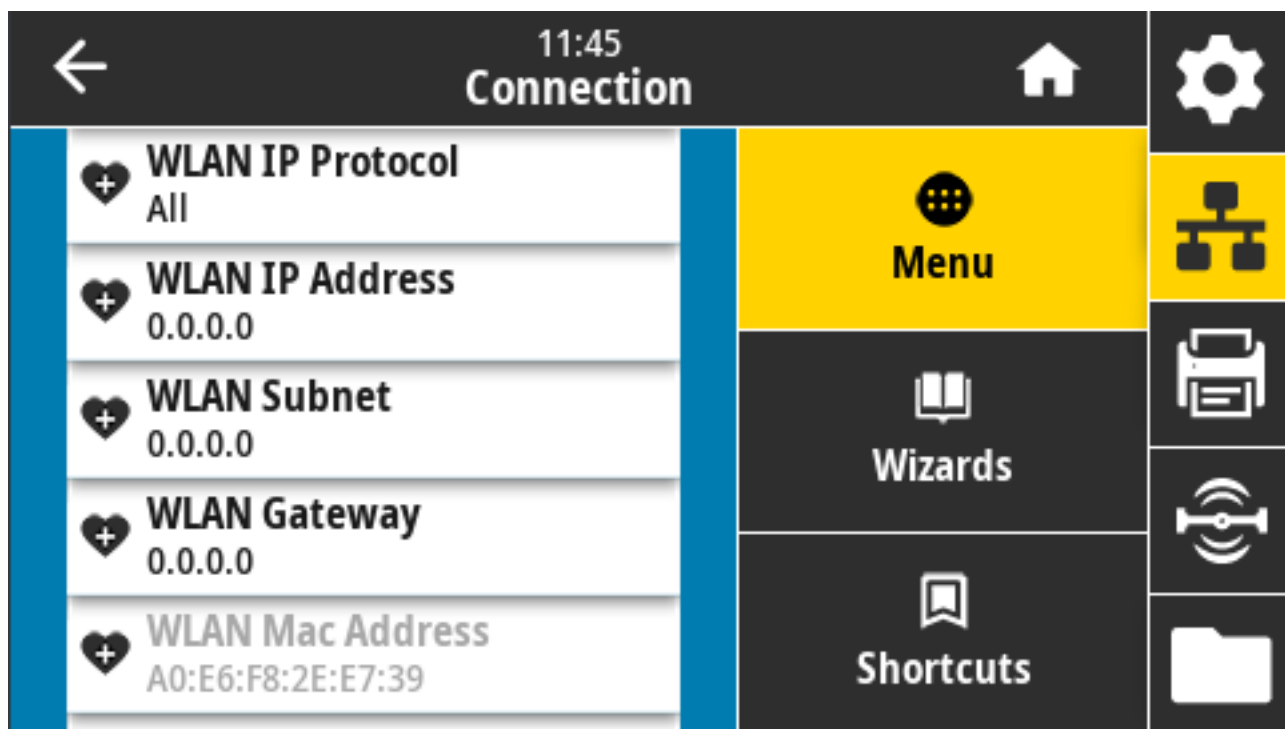 11:45
Connection
WLAN IP Protocol
All
WLAN IP Address
0.0.0.0
WLAN Subnet
0.0.0.0
WLAN Gateway
0.0.0.0
WLAN Mac Address
A0:E6:F8:2E:E7:39
Menu
Wizards
Shortcuts